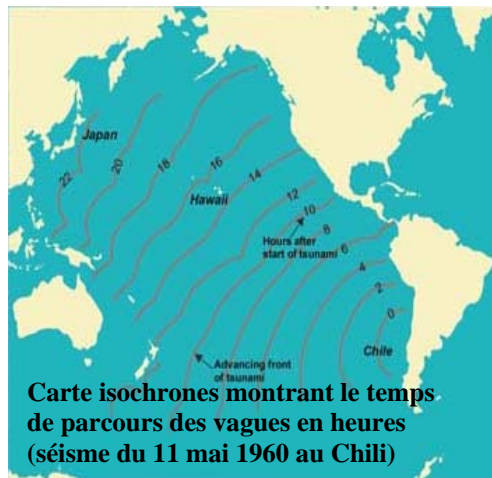 Japan
22
20
18
16
14
Hawaii
12
10
8
Hours after
start of tsunami
6
4
2
0
Chile
Advancing front
of tsunami
Carte isochrones montrant le temps
de parcours des vagues en heures
(séisme du 11 mai 1960 au Chili)